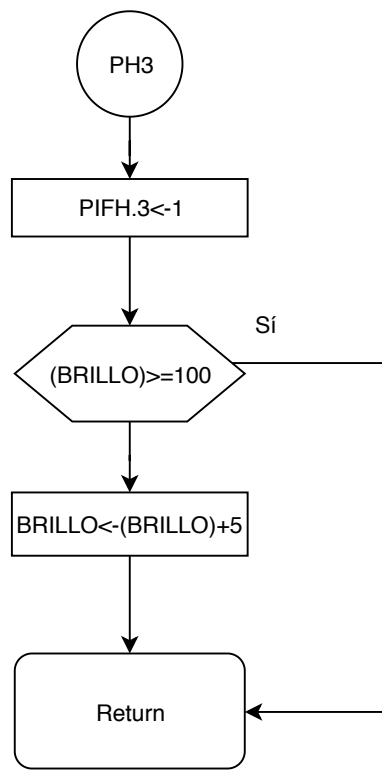 PH3
PIFH.3<-1
Sí
(BRILLO)>=100
BRILLO<-(BRILLO)+5
Return